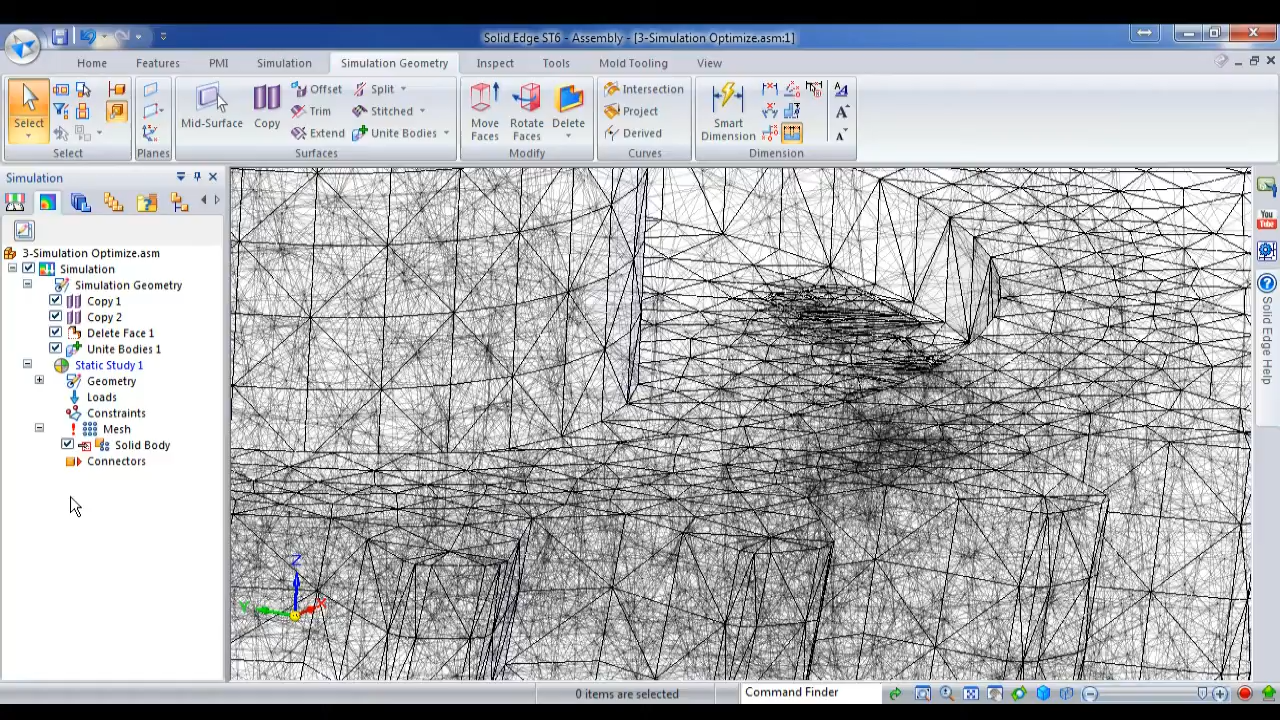 Solid Edge ST6 - Assembly - [3-Simulation Optimize.asm:1]
Home Features PMI Simulation Simulation Geometry Inspect Tools Mold Tooling View
Select
Select
Planes
Mid-Surface
Copy
Offset
Trim
Extend
Split
Stitched
Unite Bodies
Surfaces
Move Faces
Rotate Faces
Delete
Modify
Intersection
Project
Derived
Curves
Smart Dimension
Dimension
Simulation
3-Simulation Optimize.asm
Simulation
Simulation Geometry
Copy 1
Copy 2
Delete Face 1
Unite Bodies 1
Static Study 1
Geometry
Loads
Constraints
Mesh
Solid Body
Connectors
Z
Y
X
You Tube
Solid Edge Help
0 items are selected
Command Finder